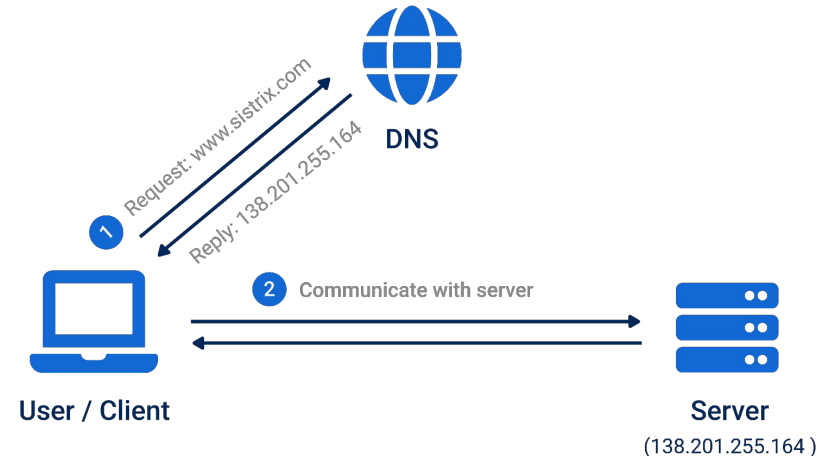 DNS
1
Request: www.sistrix.com
Reply: 138.201.255.164
2
Communicate with server
User / Client
Server
(138.201.255.164 )